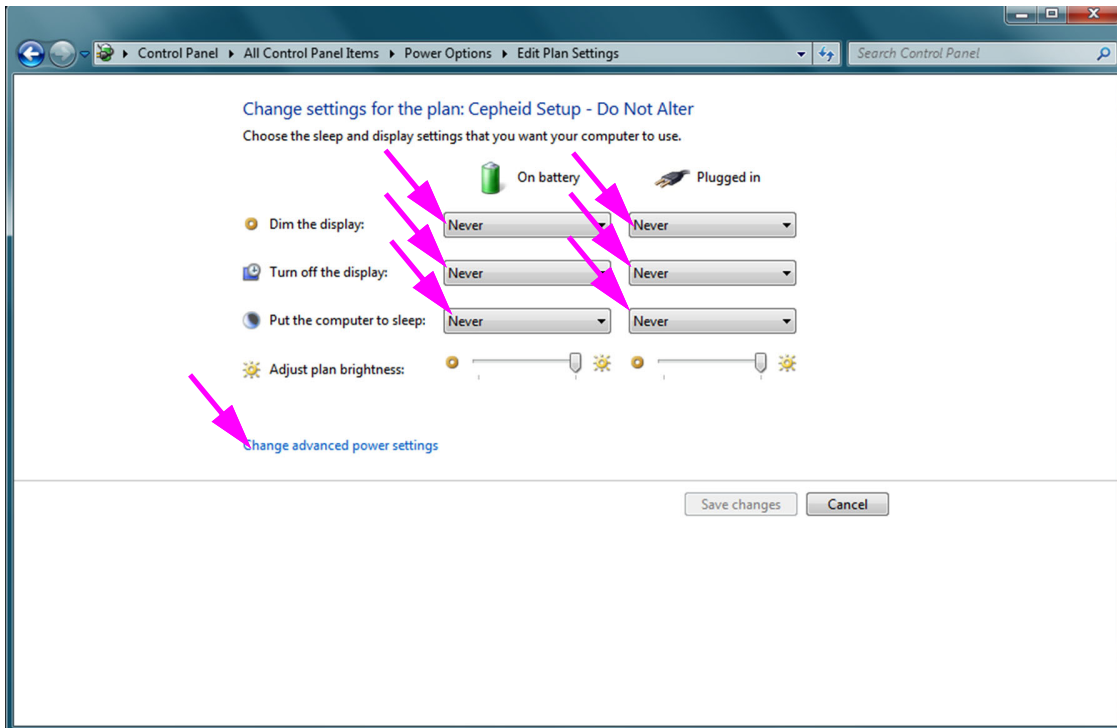 Control Panel All Control Panel Items Power Options Edit Plan Settings Search Control Panel
Change settings for the plan: Cepheid Setup - Do Not Alter
Choose the sleep and display settings that you want your computer to use.
On battery Plugged in
Dim the display: Never Never
Turn off the display: Never Never
Put the computer to sleep: Never Never
Adjust plan brightness:
Change advanced power settings
Save changes Cancel